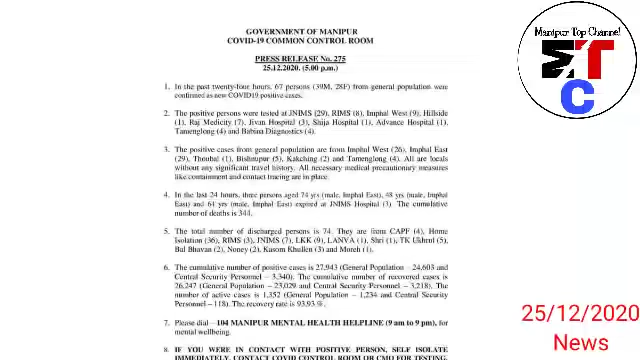 GOVERNMENT OF MANIPUR
COVID-19 COMMON CONTROL ROOM
PRESS RELEASE No. 275
25.12.2020. (5.00 p.m.)
1. In the past twenty-four hours, 67 persons (39M, 28F) from general population were
confirmed as new COVID19 positive cases.
2. The positive persons were tested at JNIMS (29), RIMS (8), Imphal West (9), Hillside
(1), Raj Medicity (7), Jivan Hospital (3), Shija Hospital (1), Advance Hospital (1),
Tamenglong (4) and Babina Diagnostics (4).
3. The positive cases from general population are from Imphal West (26), Imphal East
(29), Thoubal (1), Bishnupur (5), Kakching (2) and Tamenglong (4). All are locals
without any significant travel history. All necessary medical precautionary measures
like containment and contact tracing are in place.
4. In the last 24 hours, three persons aged 74 yrs (male, Imphal East), 48 yrs (male, Imphal
East) and 61 yrs (male, Imphal East) expired at JNIMS Hospital (3). The cumulative
number of deaths is 344.
5. The total number of discharged persons is 74. They are from CAPF (4), Home
Isolation (36), RIMS (3), JNIMS (7), LKK (9), LANVA (1), Shri (1), TK Ukhrul (5),
Bal Bhavan (2), Noney (2), Kasom Khullen (3) and Moreh (1).
6. The cumulative number of positive cases is 27,943 (General Population – 24,603 and
Central Security Personnel – 3,340). The cumulative number of recovered cases is
26,247 (General Population – 23,029 and Central Security Personnel – 3,218). The
number of active cases is 1,352 (General Population – 1,234 and Central Security
Personnel – 118). The recovery rate is 93.93 %.
7. Please dial – 104 MANIPUR MENTAL HEALTH HELPLINE (9 am to 9 pm), for
mental wellbeing.
8. IF YOU WERE IN CONTACT WITH POSITIVE PERSON, SELF ISOLATE
IMMEDIATELY, CONTACT COVID CONTROL ROOM OR CMO FOR TESTING.
Manipur Top Channel
MTC
25/12/2020
News